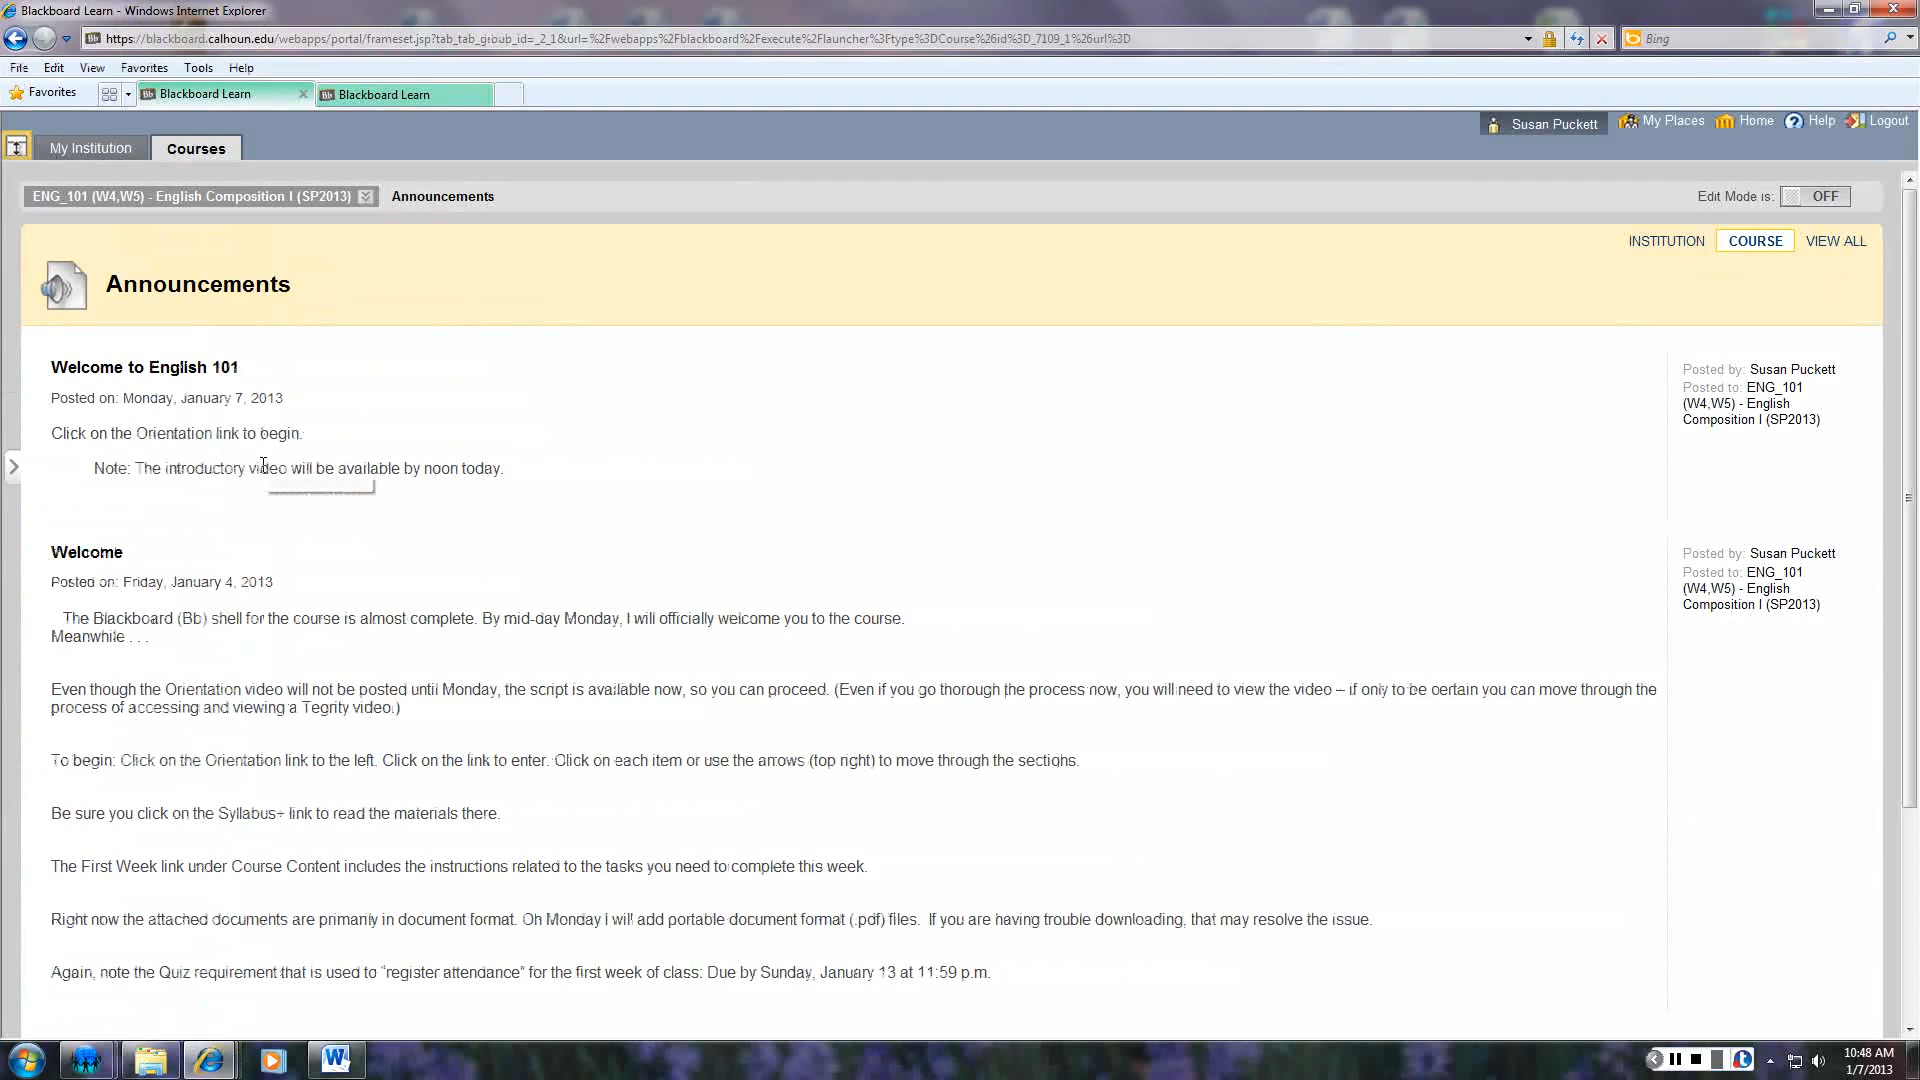 Blackboard Learn - Windows Internet Explorer
https://blackboard.calhoun.edu/webapps/portal/frameset.jsp?tab_tab_group_id=_2_1&url=%2Fwebapps%2Fblackboard%2Fexecute%2Flauncher%3Ftype%3DCourse%26id%3D_7109_1%26url%3D
Bing
File Edit View Favorites Tools Help
Favorites Blackboard Learn Blackboard Learn
Susan Puckett My Places Home Help Logout
My Institution Courses
ENG_101 (W4,W5) - English Composition I (SP2013) Announcements Edit Mode is: OFF
INSTITUTION COURSE VIEW ALL
Announcements
Welcome to English 101
Posted on: Monday, January 7, 2013
Click on the Orientation link to begin.
Note: The introductory video will be available by noon today.
Posted by: Susan Puckett
Posted to: ENG_101
(W4,W5) - English
Composition I (SP2013)
Welcome
Posted on: Friday, January 4, 2013
The Blackboard (Bb) shell for the course is almost complete. By mid-day Monday, I will officially welcome you to the course.
Meanwhile . . .
Even though the Orientation video will not be posted until Monday, the script is available now, so you can proceed. (Even if you go thorough the process now, you will need to view the video – if only to be certain you can move through the
process of accessing and viewing a Tegrity video.)
To begin: Click on the Orientation link to the left. Click on the link to enter. Click on each item or use the arrows (top right) to move through the sections.
Be sure you click on the Syllabus+ link to read the materials there.
The First Week link under Course Content includes the instructions related to the tasks you need to complete this week.
Right now the attached documents are primarily in document format. On Monday I will add portable document format (.pdf) files.  If you are having trouble downloading, that may resolve the issue.
Again, note the Quiz requirement that is used to "register attendance" for the first week of class: Due by Sunday, January 13 at 11:59 p.m.
Posted by: Susan Puckett
Posted to: ENG_101
(W4,W5) - English
Composition I (SP2013)
10:48 AM
1/7/2013